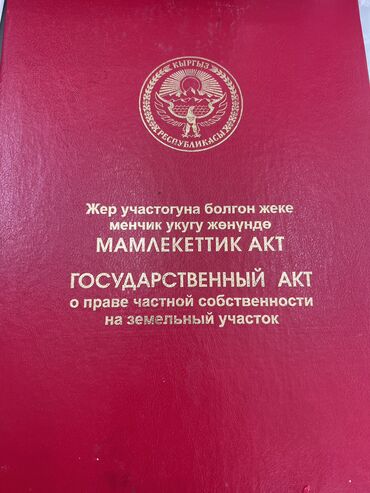 КЫРГЫЗ
РЕСПУБЛИКАСЫ
Жер участогуна болгон жеке
менчик укугу жөнүндө
МАМЛЕКЕТТИК АКТ
ГОСУДАРСТВЕННЫЙ АКТ
о праве частной собственности
на земельный участок